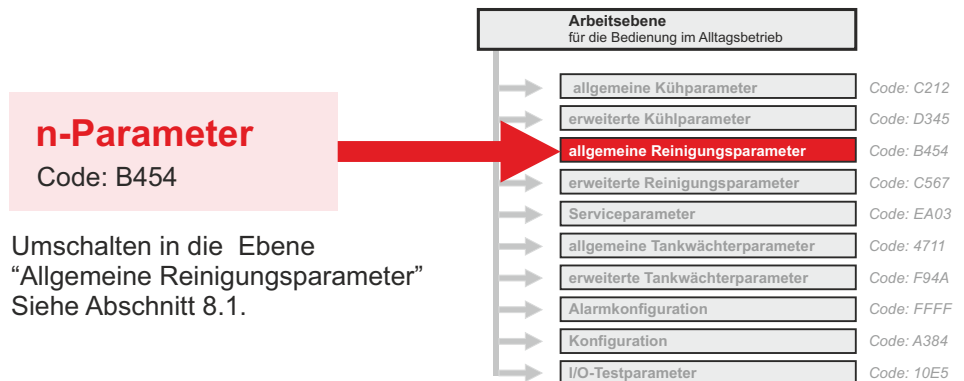 Arbeitsebene
für die Bedienung im Alltagsbetrieb
n-Parameter
Code: B454
Umschalten in die Ebene
“Allgemeine Reinigungsparameter”
Siehe Abschnitt 8.1.
allgemeine Kühparameter Code: C212
erweiterte Kühlparameter Code: D345
allgemeine Reinigungsparameter Code: B454
erweiterte Reinigungsparameter Code: C567
Serviceparameter Code: EA03
allgemeine Tankwächterparameter Code: 4711
erweiterte Tankwächterparameter Code: F94A
Alarmkonfiguration Code: FFFF
Konfiguration Code: A384
I/O-Testparameter Code: 10E5